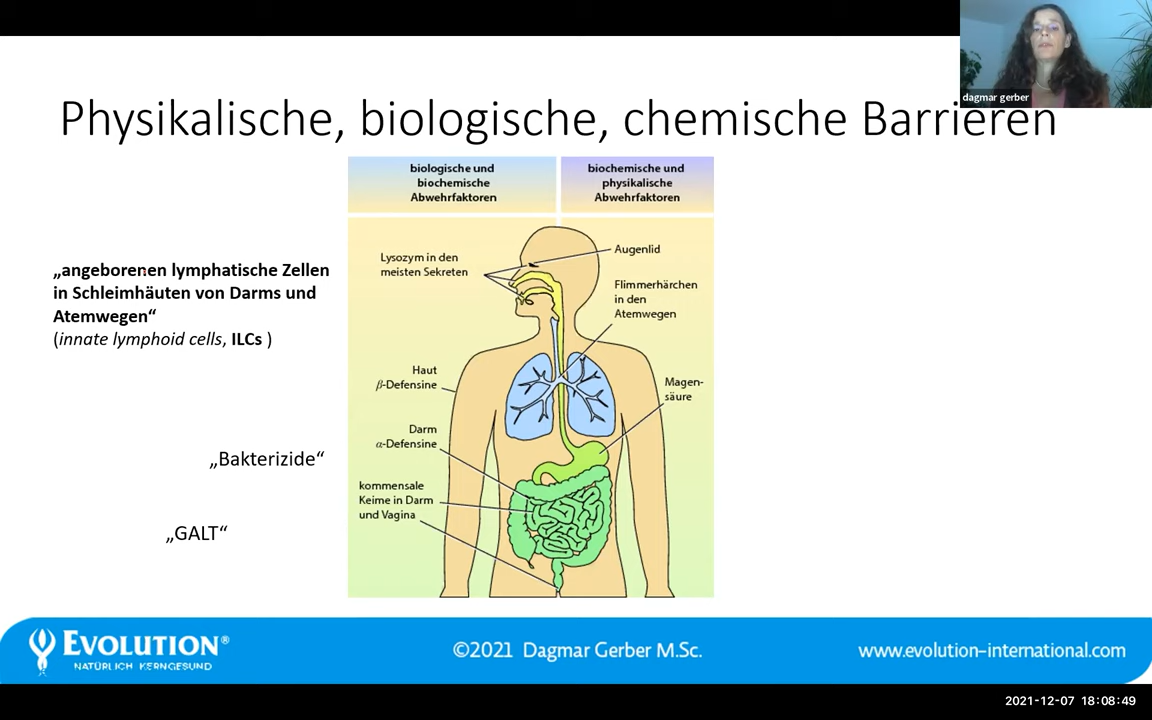 dagmar gerber
Physikalische, biologische, chemische Barrieren
biologische und
biochemische
Abwehrfaktoren
biochemische und
physikalische
Abwehrfaktoren
„angeborenen lymphatische Zellen
in Schleimhäuten von Darms und
Atemwegen“
(innate lymphoid cells, ILCs )
„Bakterizide“
„GALT“
Lysozym in den
meisten Sekreten
Haut
β-Defensine
Darm
α-Defensine
kommensale
Keime in Darm
und Vagina
Augenlid
Flimmerhärchen
in den
Atemwegen
Magen-
säure
EVOLUTION®
NATÜRLICH KERNGESUND
©2021 Dagmar Gerber M.Sc.
www.evolution-international.com
2021-12-07 18:08:49